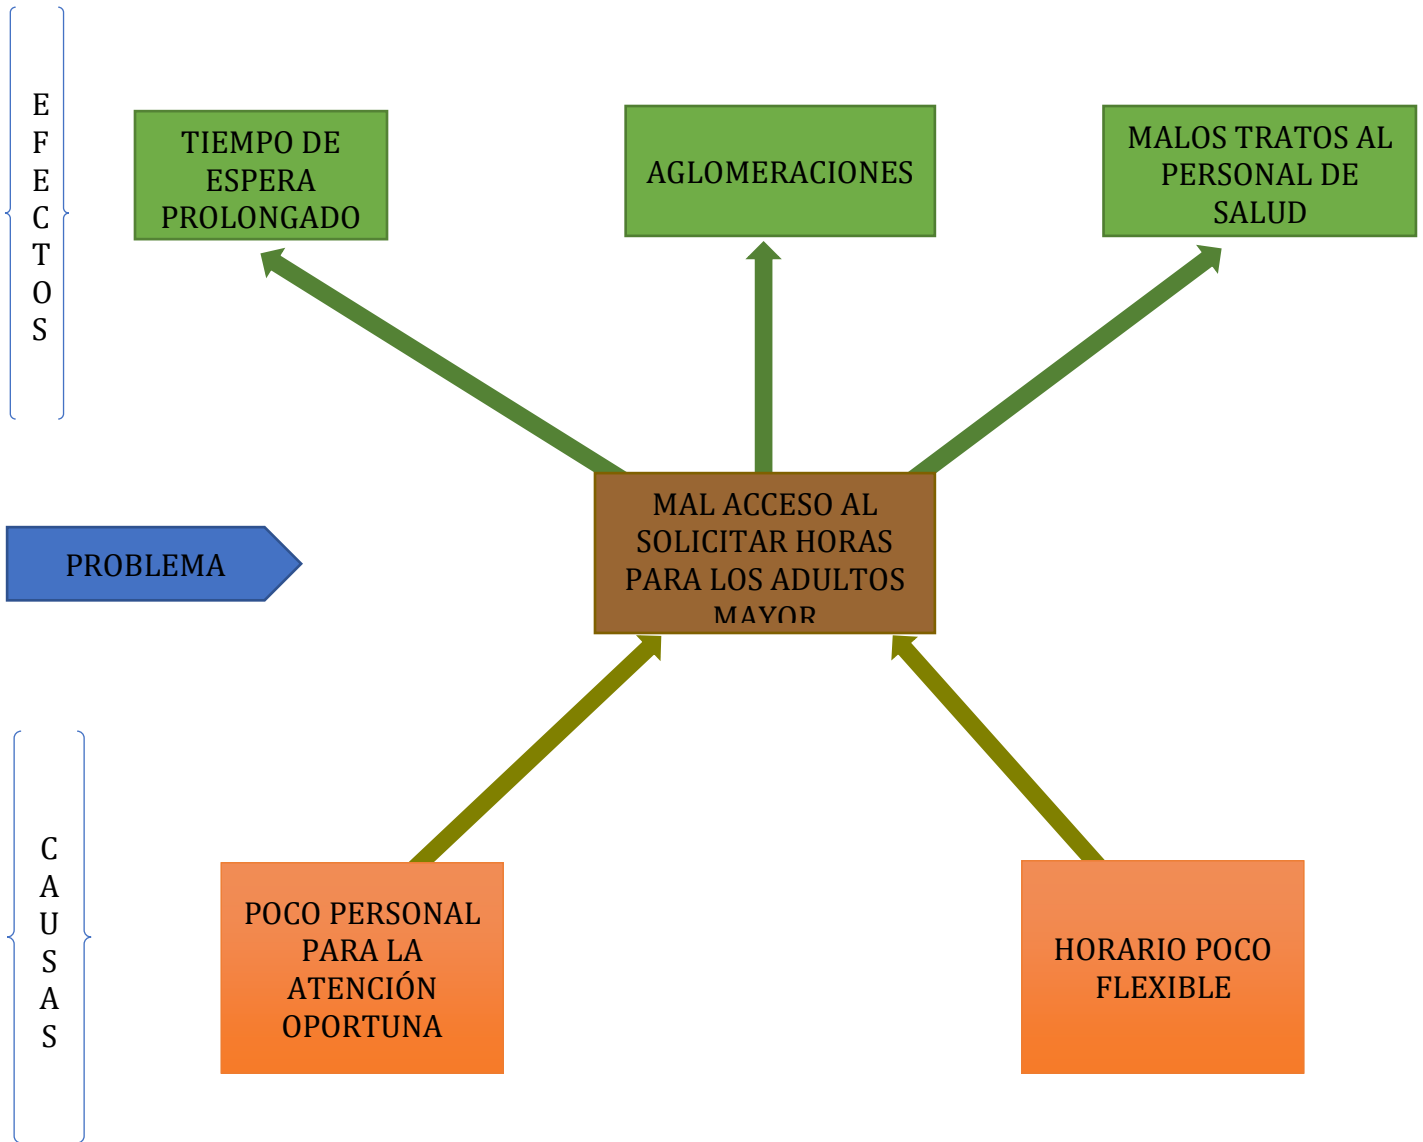 E
F
E
C
T
O
S
TIEMPO DE
ESPERA
PROLONGADO
AGLOMERACIONES
MALOS TRATOS AL
PERSONAL DE
SALUD
PROBLEMA
MAL ACCESO AL
SOLICITAR HORAS
PARA LOS ADULTOS
MAYOR
C
A
U
S
A
S
POCO PERSONAL
PARA LA
ATENCIÓN
OPORTUNA
HORARIO POCO
FLEXIBLE